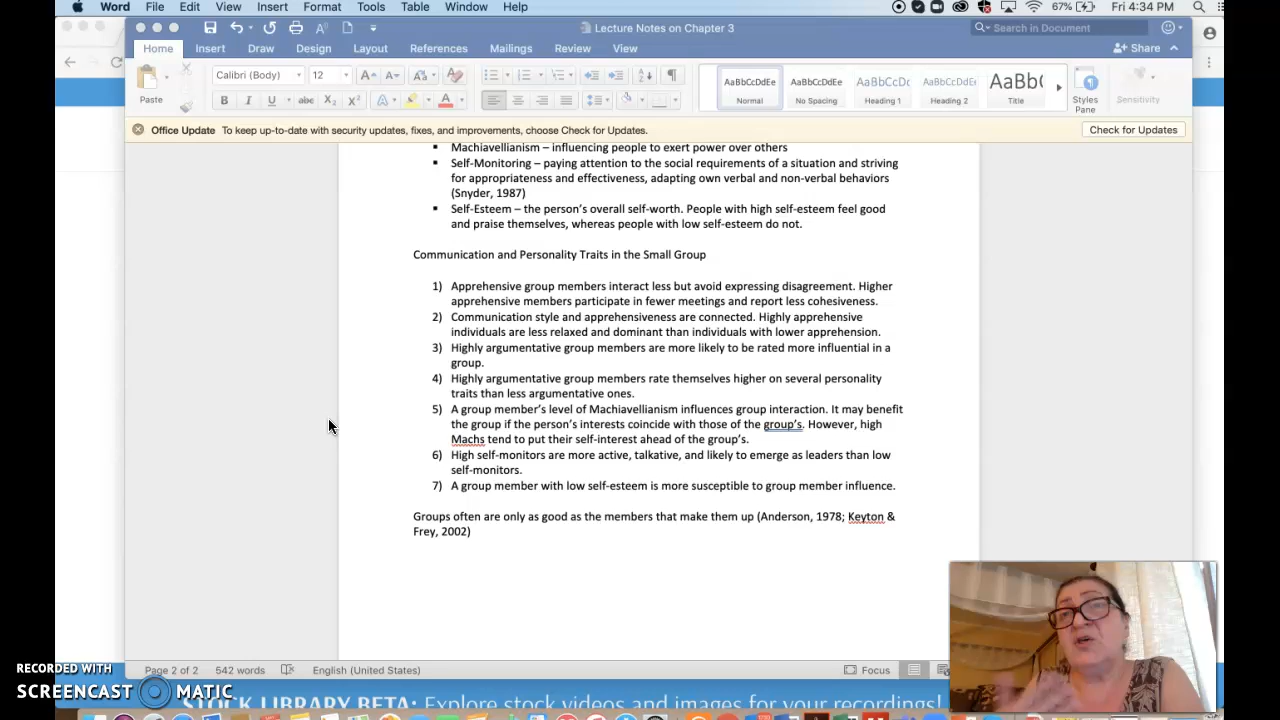 Word File Edit View Insert Format Tools Table Window Help 67% Fri 4:34 PM
Lecture Notes on Chapter 3 Search in Document
Home Insert Draw Design Layout References Mailings Review View Share
Calibri (Body) 12
Paste
B I U abc X2 X2 A A
AaBbCcDdEe AaBbCcDdEe AaBbCcDc AaBbCcDdEe AaBb(
Normal No Spacing Heading 1 Heading 2 Title Styles Pane Sensitivity
Office Update To keep up-to-date with security updates, fixes, and improvements, choose Check for Updates. Check for Updates
▪ Machiavellianism – influencing people to exert power over others
▪ Self-Monitoring – paying attention to the social requirements of a situation and striving
for appropriateness and effectiveness, adapting own verbal and non-verbal behaviors
(Snyder, 1987)
▪ Self-Esteem – the person's overall self-worth. People with high self-esteem feel good
and praise themselves, whereas people with low self-esteem do not.
Communication and Personality Traits in the Small Group
1) Apprehensive group members interact less but avoid expressing disagreement. Higher
apprehensive members participate in fewer meetings and report less cohesiveness.
2) Communication style and apprehensiveness are connected. Highly apprehensive
individuals are less relaxed and dominant than individuals with lower apprehension.
3) Highly argumentative group members are more likely to be rated more influential in a
group.
4) Highly argumentative group members rate themselves higher on several personality
traits than less argumentative ones.
5) A group member's level of Machiavellianism influences group interaction. It may benefit
the group if the person's interests coincide with those of the group's. However, high
Machs tend to put their self-interest ahead of the group's.
6) High self-monitors are more active, talkative, and likely to emerge as leaders than low
self-monitors.
7) A group member with low self-esteem is more susceptible to group member influence.
Groups often are only as good as the members that make them up (Anderson, 1978; Keyton &
Frey, 2002)
Page 2 of 2 542 words English (United States) Focus
RECORDED WITH
SCREENCAST MATIC
STOCK LIBRARY BETA: Explore stock videos and images for your recordings!